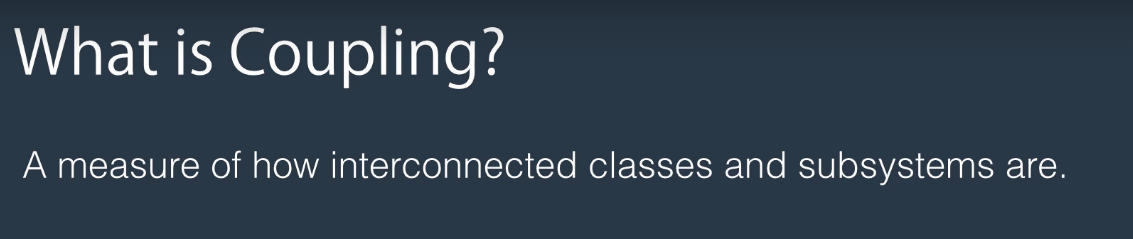 What is Coupling?
A measure of how interconnected classes and subsystems are.